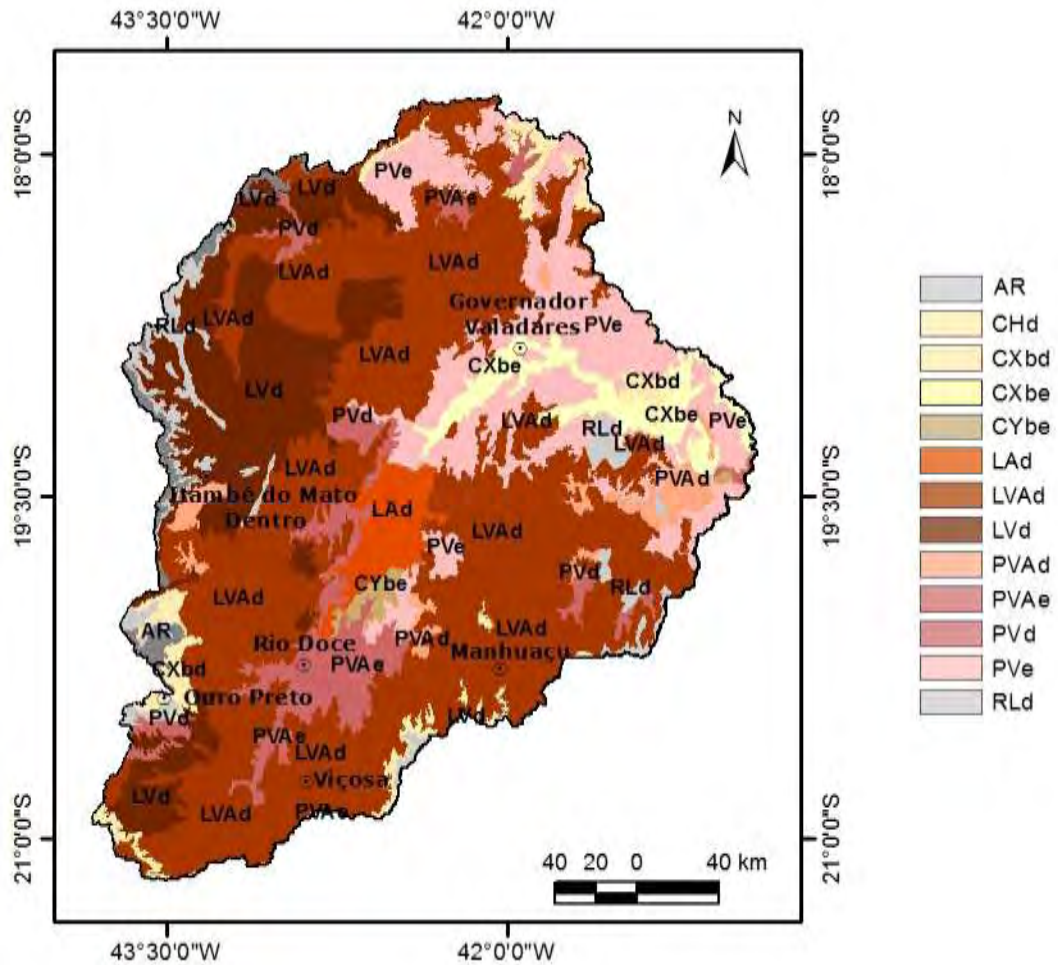 43°30'0"W 42°0'0"W
18°0'0"S
19°30'0"S
21°0'0"S
18°0'0"S
19°30'0"S
21°0'0"S
N
PVe
LVd
LVd
PVAe
PVd
LVAd
LVAd
Governador
Valadares
LVAd
RLd
PVe
LVAd
CXbe
CXbd
LVd
PVd
LVAd
RLd
CXbe
PVe
LVAd
LVAd
PVAd
Itambé do Mato
Dentro
LAd
LVAd
PVe
PVd
CYbe
RLd
LVAd
AR
Rio Doce
PVAd
LVAd
Manhuaçu
CXbd
PVAe
Ouro Preto
PVd
LVd
PVAe
LVAd
Viçosa
LVd
LVAd
PVAe
40 20 0 40 km
43°30'0"W 42°0'0"W
AR
CHd
CXbd
CXbe
CYbe
LAd
LVAd
LVd
PVAd
PVAe
PVd
PVe
RLd